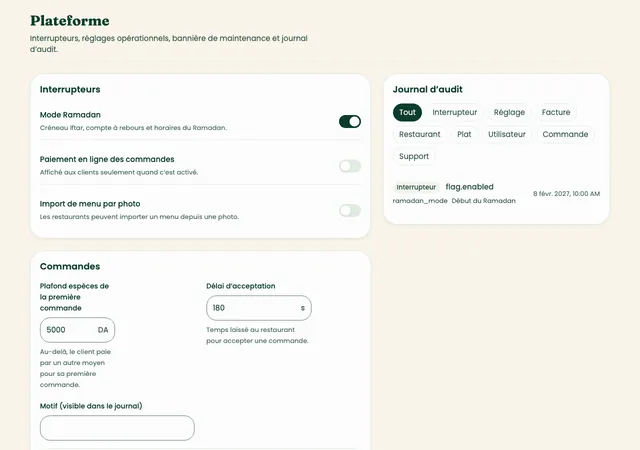 Plateforme
Interrupteurs, réglages opérationnels, bannière de maintenance et journal
d'audit.
Interrupteurs
Mode Ramadan
Créneau Iftar, compte à rebours et horaires du Ramadan.
Paiement en ligne des commandes
Affiché aux clients seulement quand c'est activé.
Import de menu par photo
Les restaurants peuvent importer un menu depuis une photo.
Commandes
Plafond espèces de
la première
commande
5000 DA
Au-delà, le client paie
par un autre moyen
pour sa première
commande.
Délai d'acceptation
180 s
Temps laissé au restaurant
pour accepter une commande.
Motif (visible dans le journal)
Journal d'audit
Tout Interrupteur Réglage Facture
Restaurant Plat Utilisateur Commande
Support
Interrupteur flag.enabled
ramadan_mode Début du Ramadan
8 févr. 2027, 10:00 AM